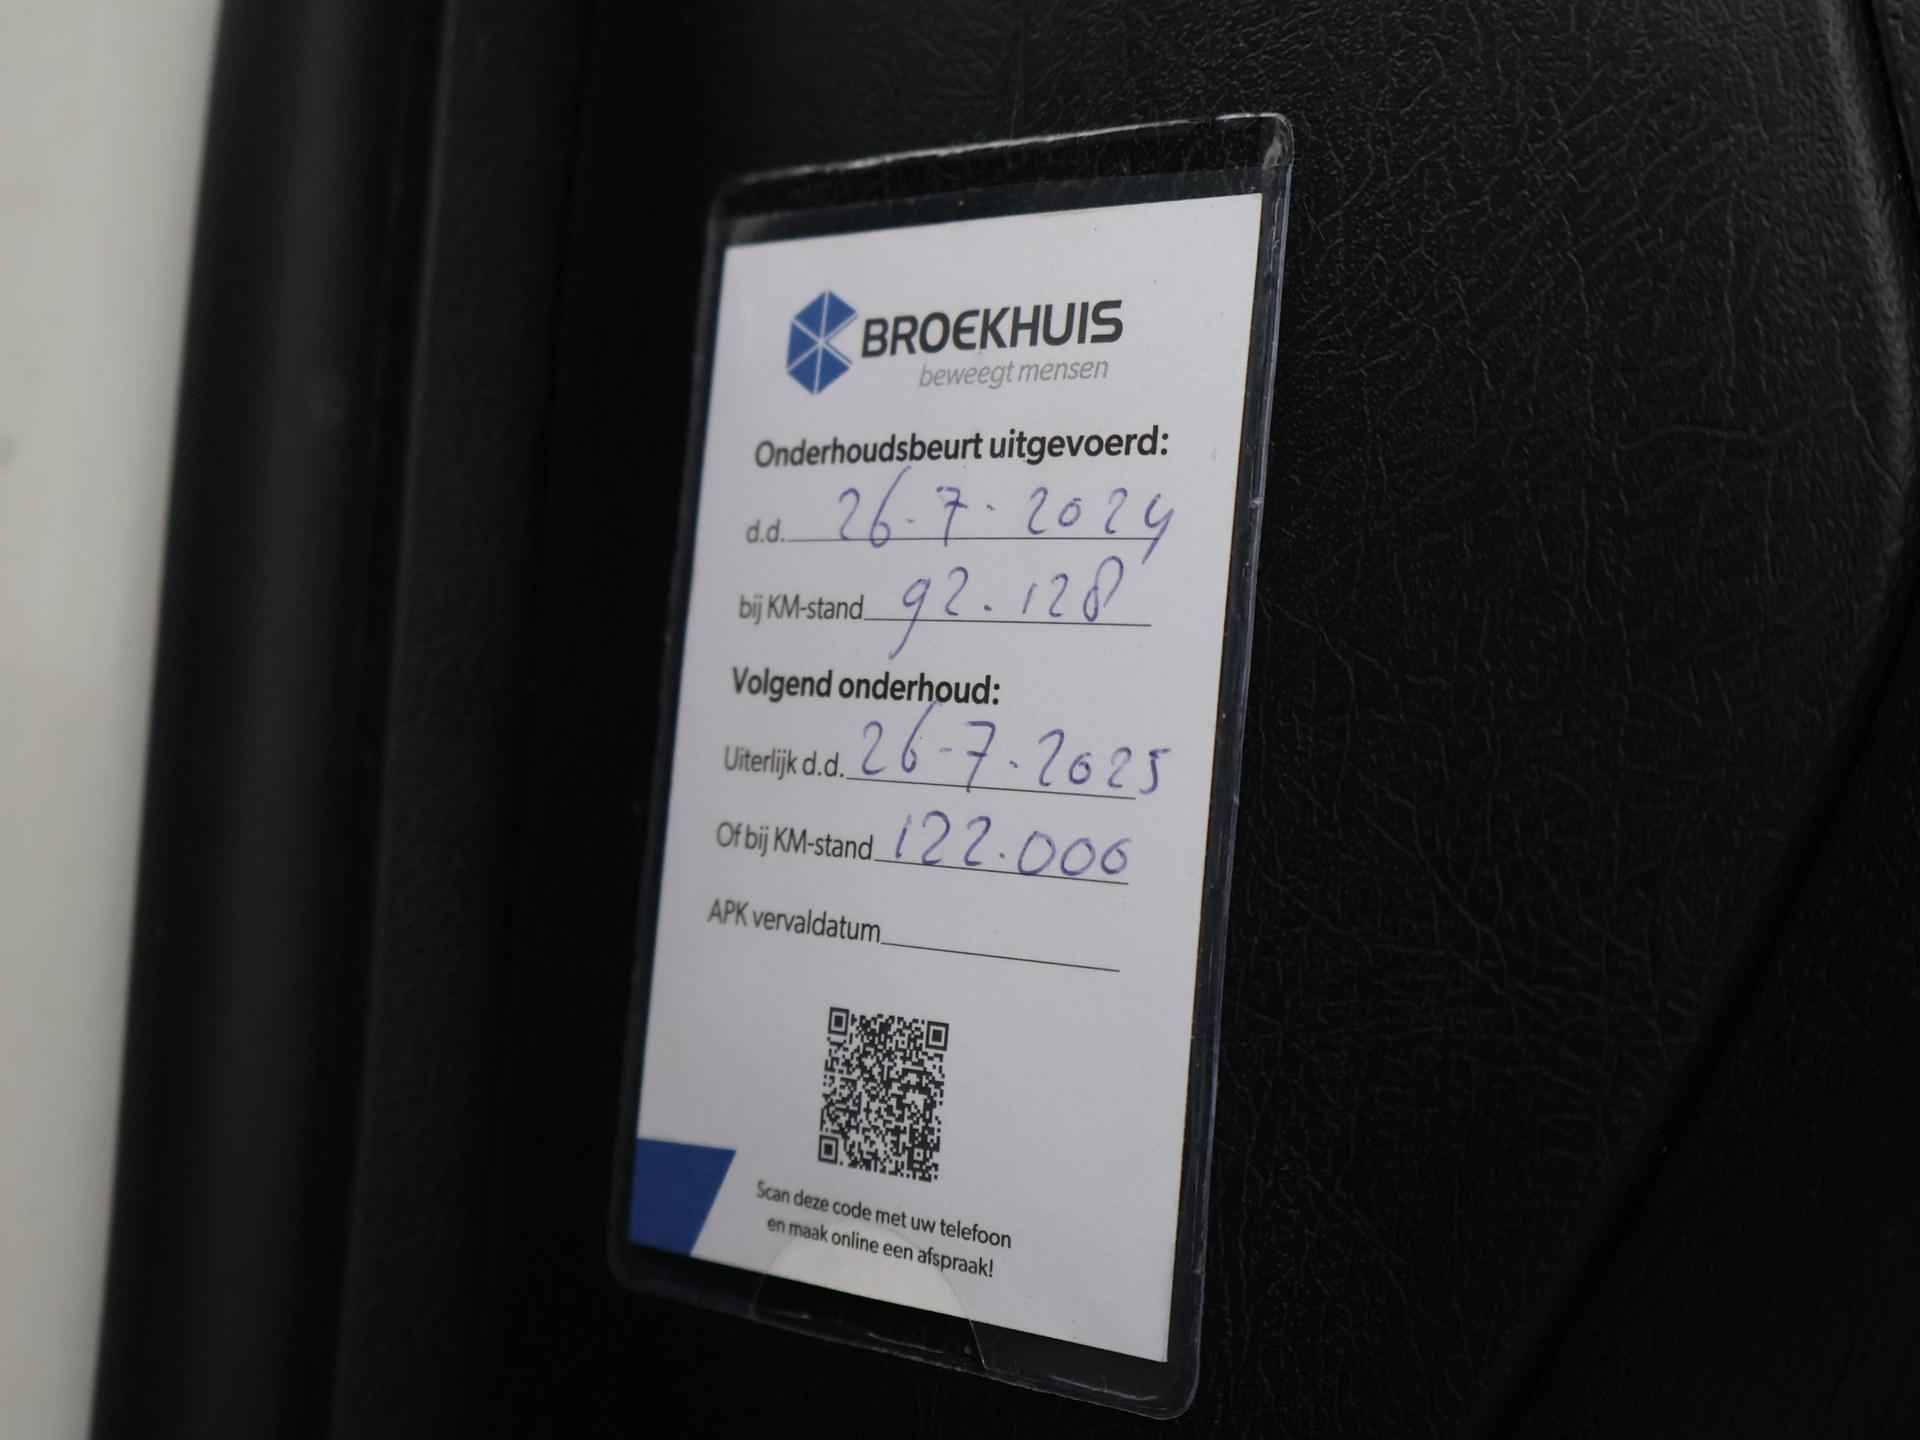 BROEKHUIS
beweegt mensen
Onderhoudsbeurt uitgevoerd:
d.d. 26-7-2024
bij KM-stand 92.128
Volgend onderhoud:
Uiterlijk d.d. 26-7-2025
Of bij KM-stand 122.000
APK vervaldatum
Scan deze code met uw telefoon
en maak online een afspraak!